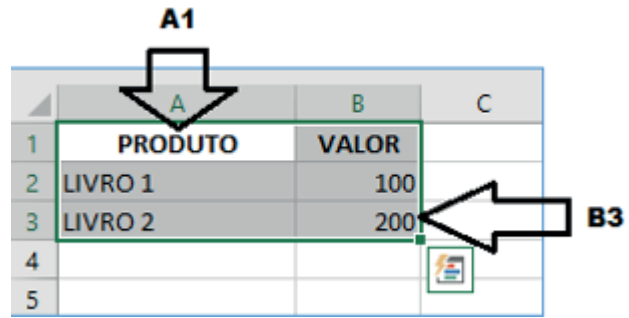 A1
A B C
1 PRODUTO VALOR
2 LIVRO 1 100
3 LIVRO 2 200 B3
4
5